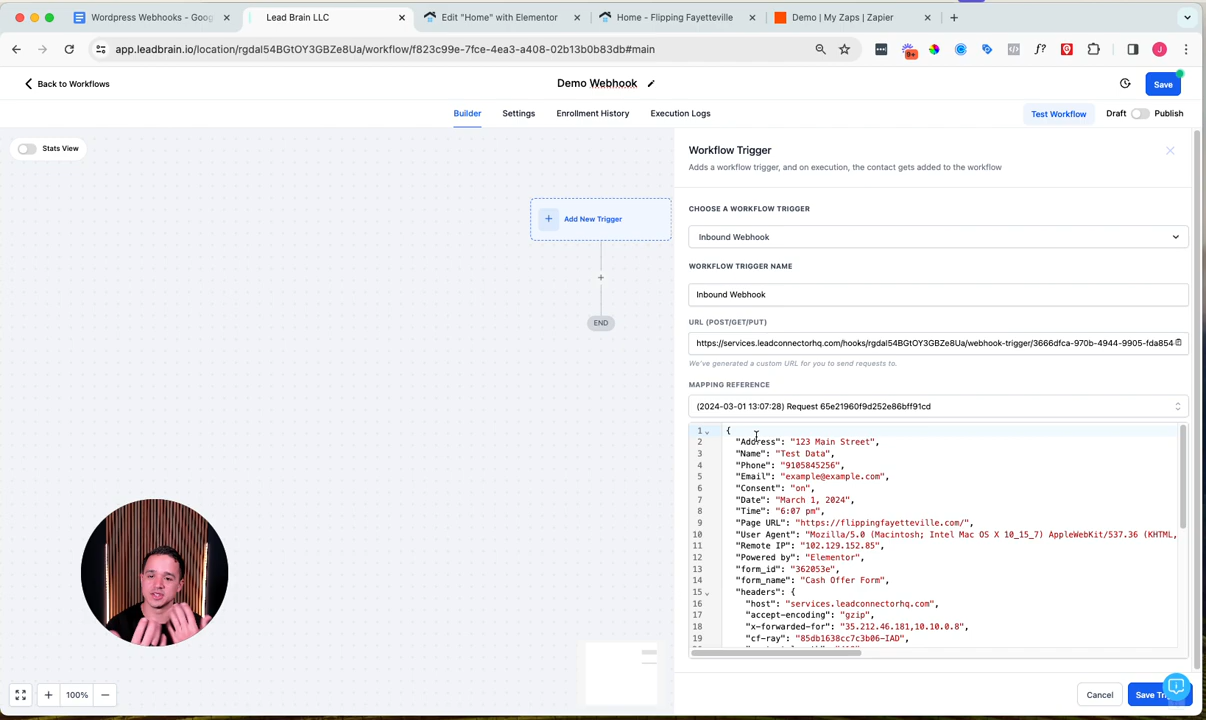 Wordpress Webhooks - Goog
Lead Brain LLC
Edit "Home" with Elementor
Home - Flipping Fayetteville
Demo | My Zaps | Zapier
app.leadbrain.io/location/rgdal54BGtOY3GBZe8Ua/workflow/f823c99e-7fce-4ea3-a408-02b13b0b83db#main
9+
f?
J
Back to Workflows
Demo Webhook
Save
Builder
Settings
Enrollment History
Execution Logs
Test Workflow
Draft
Publish
Stats View
Add New Trigger
END
100%
Workflow Trigger
Adds a workflow trigger, and on execution, the contact gets added to the workflow
CHOOSE A WORKFLOW TRIGGER
Inbound Webhook
WORKFLOW TRIGGER NAME
Inbound Webhook
URL (POST/GET/PUT)
https://services.leadconnectorhq.com/hooks/rgdal54BGtOY3GBZe8Ua/webhook-trigger/3666dfca-970b-4944-9905-fda854
We've generated a custom URL for you to send requests to.
MAPPING REFERENCE
(2024-03-01 13:07:28) Request 65e21960f9d252e86bff91cd
1 {
2 "Address": "123 Main Street",
3 "Name": "Test Data",
4 "Phone": "9105845256",
5 "Email": "example@example.com",
6 "Consent": "on",
7 "Date": "March 1, 2024",
8 "Time": "6:07 pm",
9 "Page URL": "https://flippingfayetteville.com/",
10 "User Agent": "Mozilla/5.0 (Macintosh; Intel Mac OS X 10_15_7) AppleWebKit/537.36 (KHTML,
11 "Remote IP": "102.129.152.85",
12 "Powered by": "Elementor",
13 "form_id": "362053e",
14 "form_name": "Cash Offer Form",
15 "headers": {
16 "host": "services.leadconnectorhq.com",
17 "accept-encoding": "gzip",
18 "x-forwarded-for": "35.212.46.181,10.10.0.8",
19 "cf-ray": "85db1638cc7c3b06-IAD",
Cancel
Save